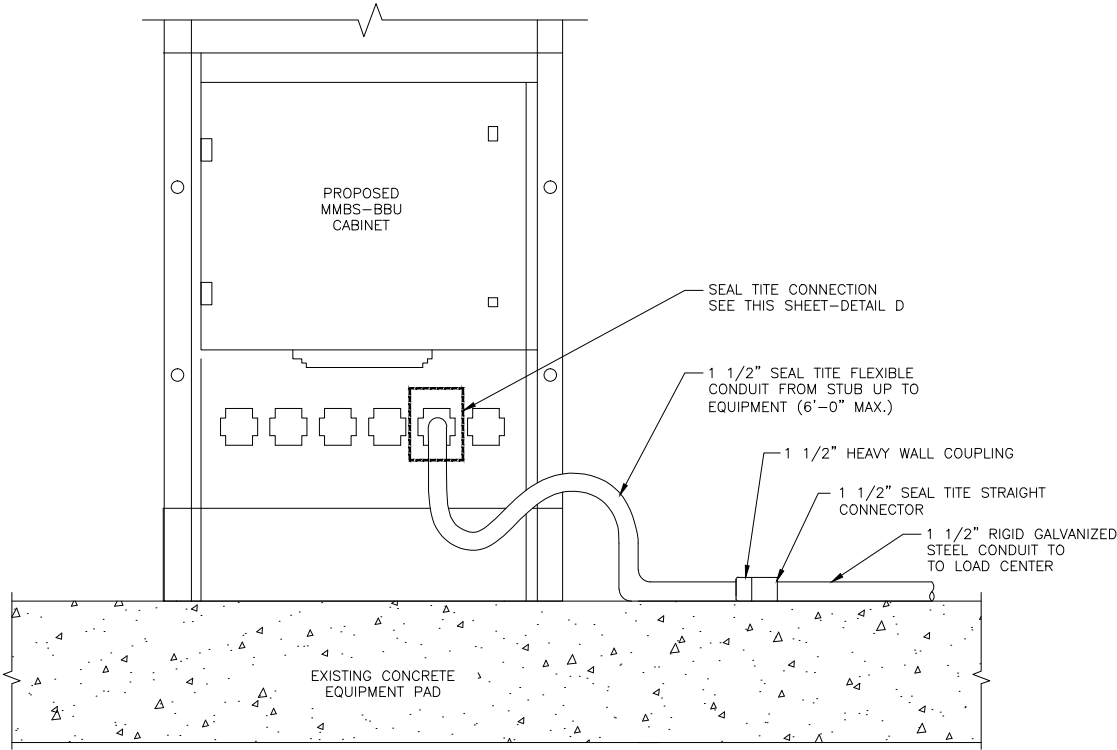 PROPOSED
MMBS-BBU
CABINET
SEAL TITE CONNECTION
SEE THIS SHEET-DETAIL D
1 1/2" SEAL TITE FLEXIBLE
CONDUIT FROM STUB UP TO
EQUIPMENT (6'-0" MAX.)
1 1/2" HEAVY WALL COUPLING
1 1/2" SEAL TITE STRAIGHT
CONNECTOR
1 1/2" RIGID GALVANIZED
STEEL CONDUIT TO
TO LOAD CENTER
EXISTING CONCRETE
EQUIPMENT PAD